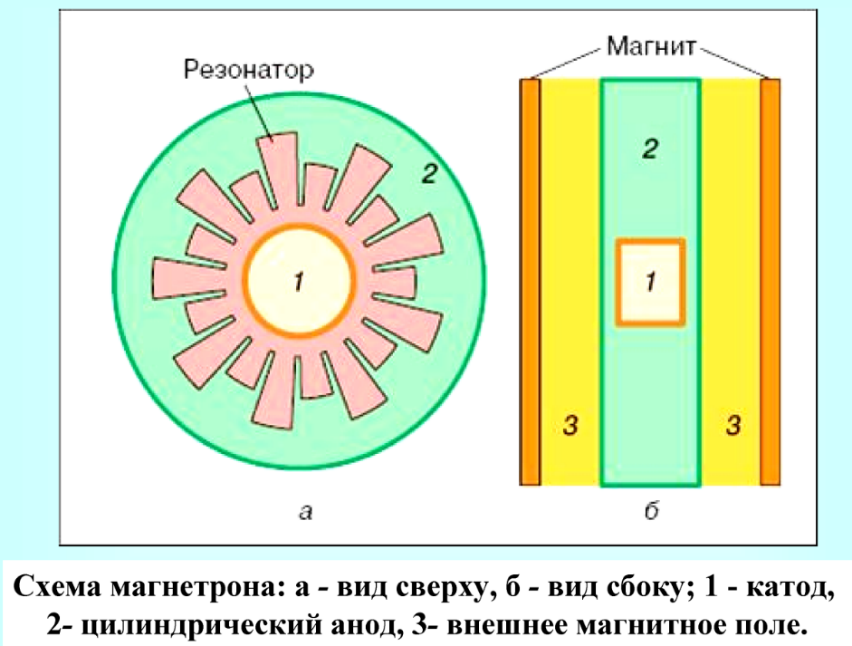 Магнит
Резонатор
2
2
1
1
3
3
а
б
Схема магнетрона: а - вид сверху, б - вид сбоку; 1 - катод,
2- цилиндрический анод, 3- внешнее магнитное поле.